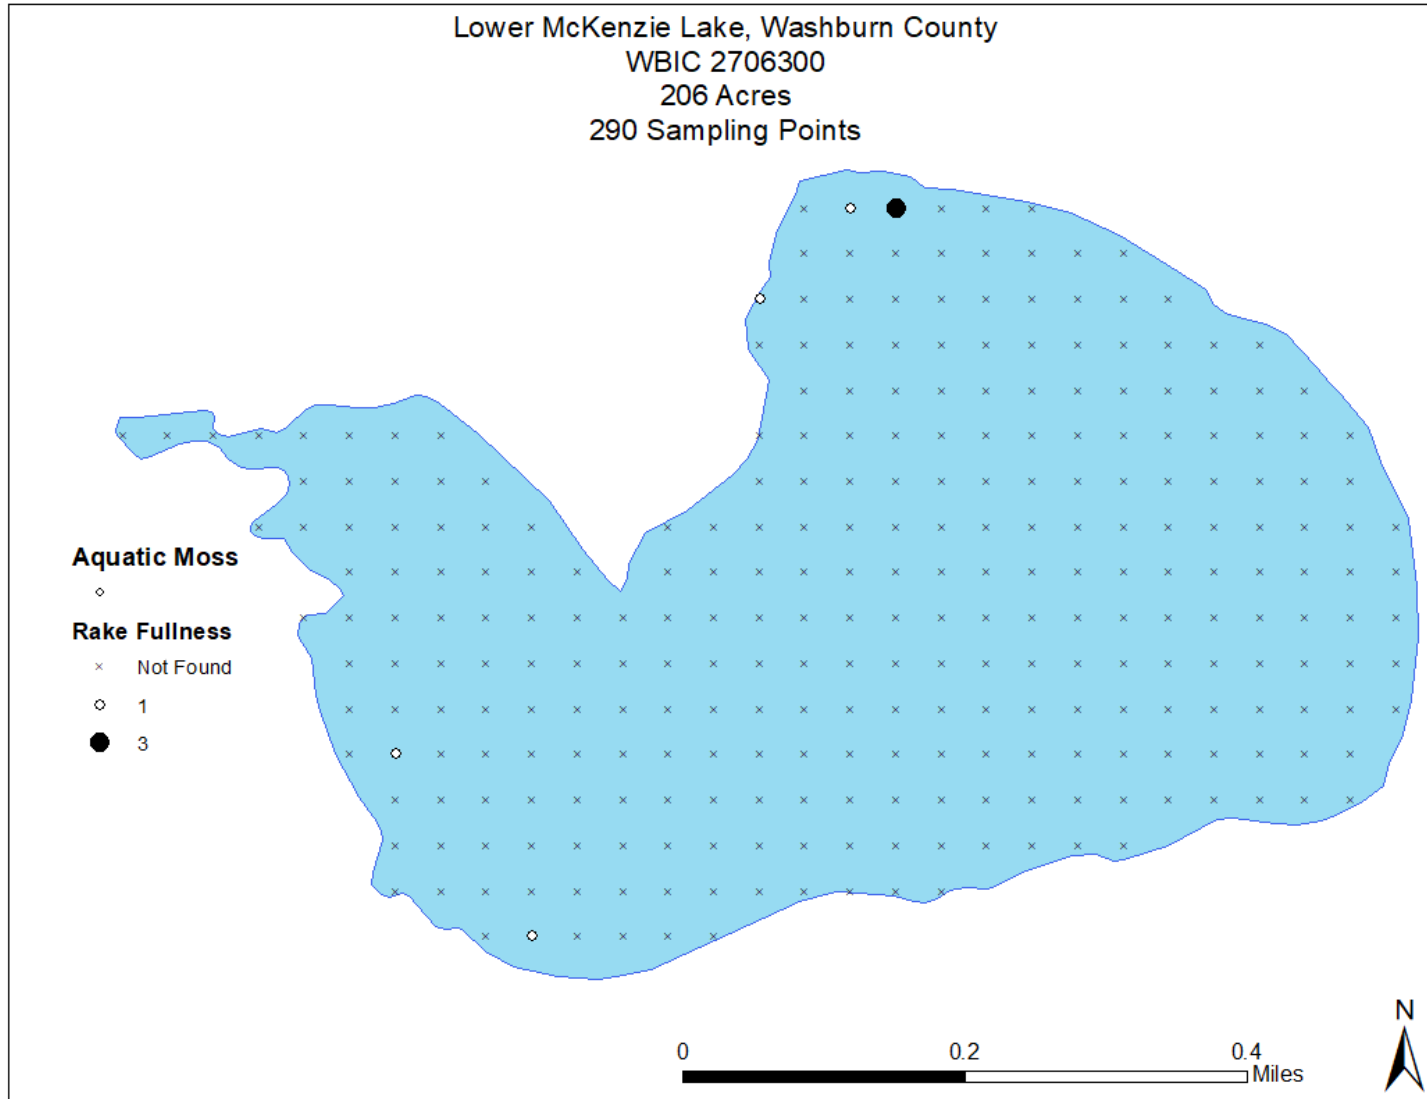 Lower McKenzie Lake, Washburn County
WBIC 2706300
206 Acres
290 Sampling Points
Aquatic Moss
Rake Fullness
Not Found
1
3
N
0 0.2 0.4
Miles